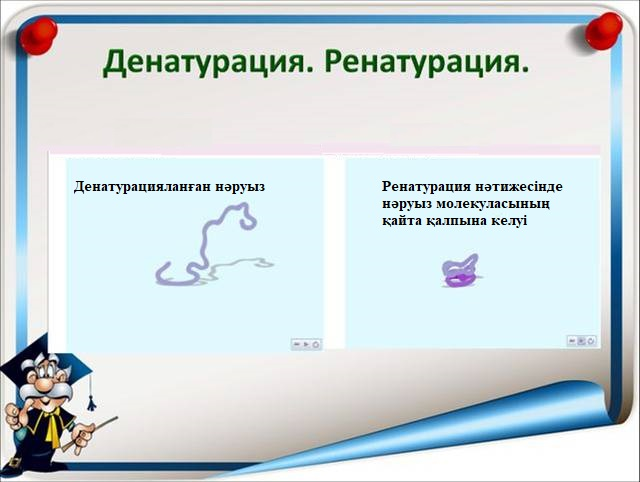 Денатурация. Ренатурация.
Денатурацияланған нәруыз
Ренатурация нәтижесінде
нәруыз молекуласының
қайта қалпына келуі